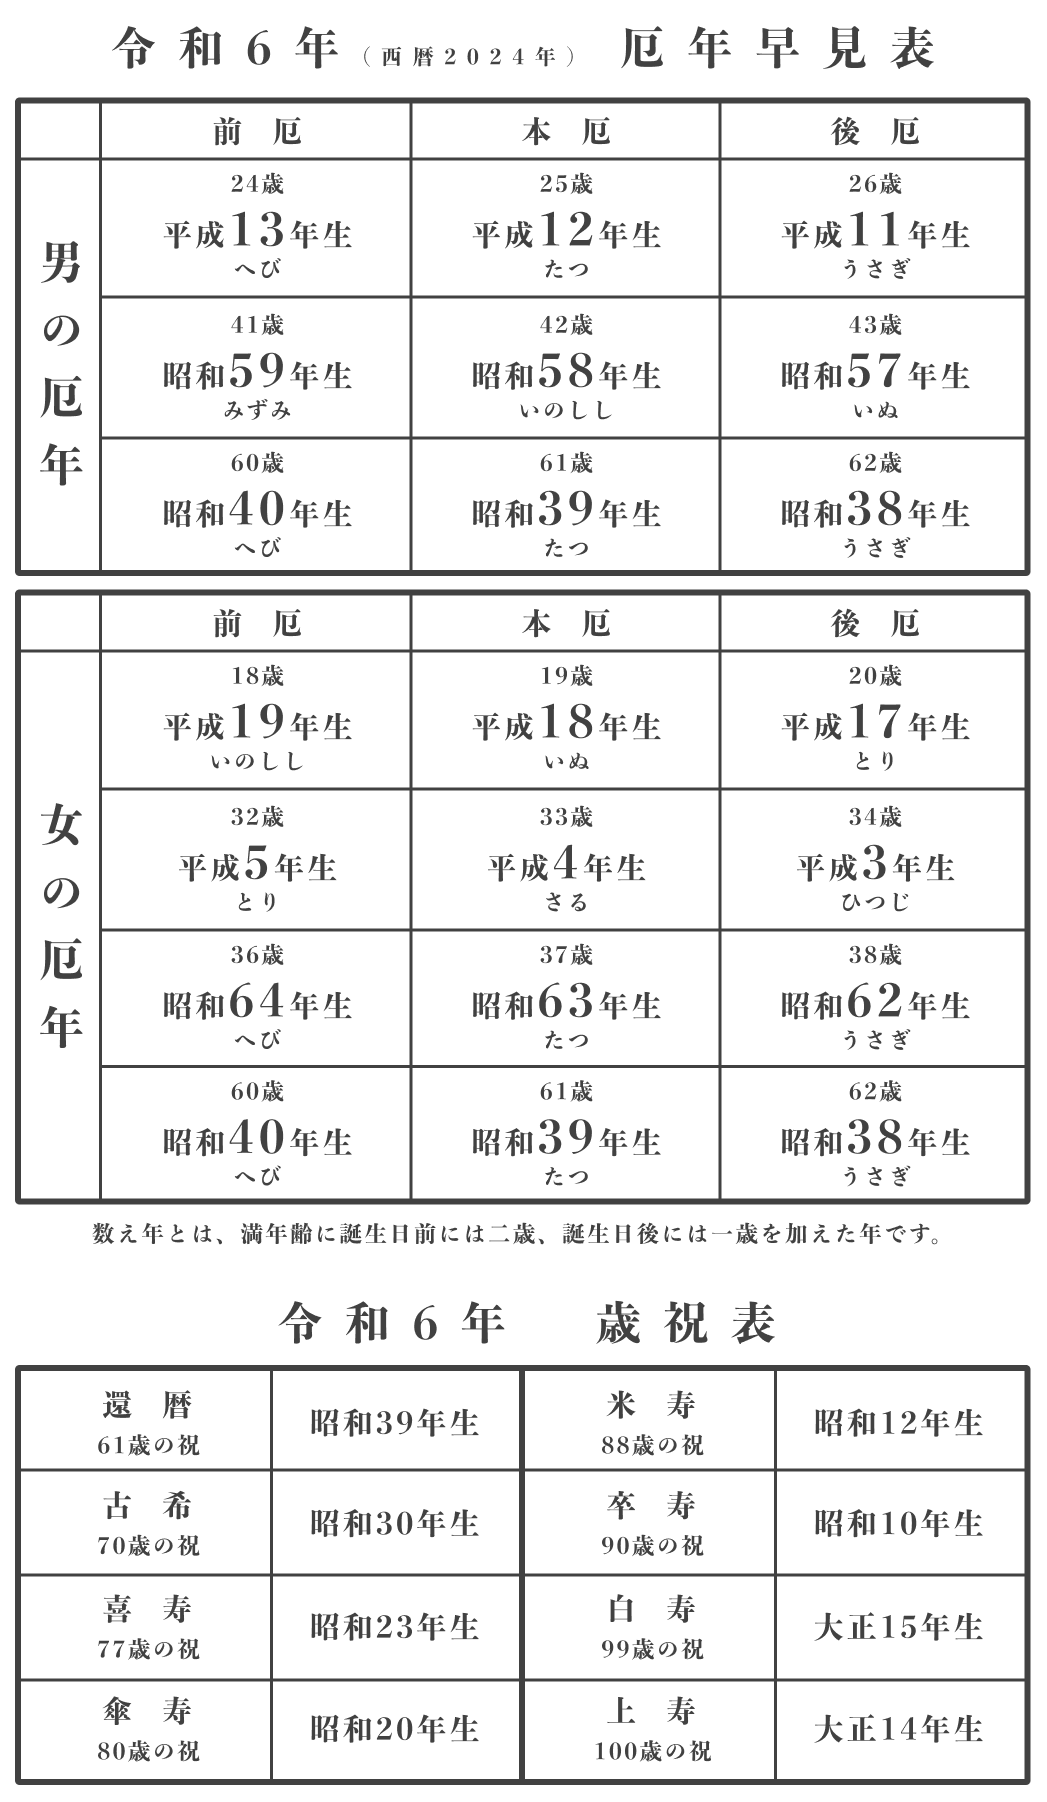 令和6年（西暦2024年） 厄年早見表
前厄 本厄 後厄
男の厄年
24歳 25歳 26歳
平成13年生 平成12年生 平成11年生
へび たつ うさぎ
41歳 42歳 43歳
昭和59年生 昭和58年生 昭和57年生
みずみ いのしし いぬ
60歳 61歳 62歳
昭和40年生 昭和39年生 昭和38年生
へび たつ うさぎ
前厄 本厄 後厄
女の厄年
18歳 19歳 20歳
平成19年生 平成18年生 平成17年生
いのしし いぬ とり
32歳 33歳 34歳
平成5年生 平成4年生 平成3年生
とり さる ひつじ
36歳 37歳 38歳
昭和64年生 昭和63年生 昭和62年生
へび たつ うさぎ
60歳 61歳 62歳
昭和40年生 昭和39年生 昭和38年生
へび たつ うさぎ
数え年とは、満年齢に誕生日前には二歳、誕生日後には一歳を加えた年です。
令和6年 歳祝表
還暦 米寿
61歳の祝 昭和39年生 88歳の祝 昭和12年生
古希 卒寿
70歳の祝 昭和30年生 90歳の祝 昭和10年生
喜寿 白寿
77歳の祝 昭和23年生 99歳の祝 大正15年生
傘寿 上寿
80歳の祝 昭和20年生 100歳の祝 大正14年生